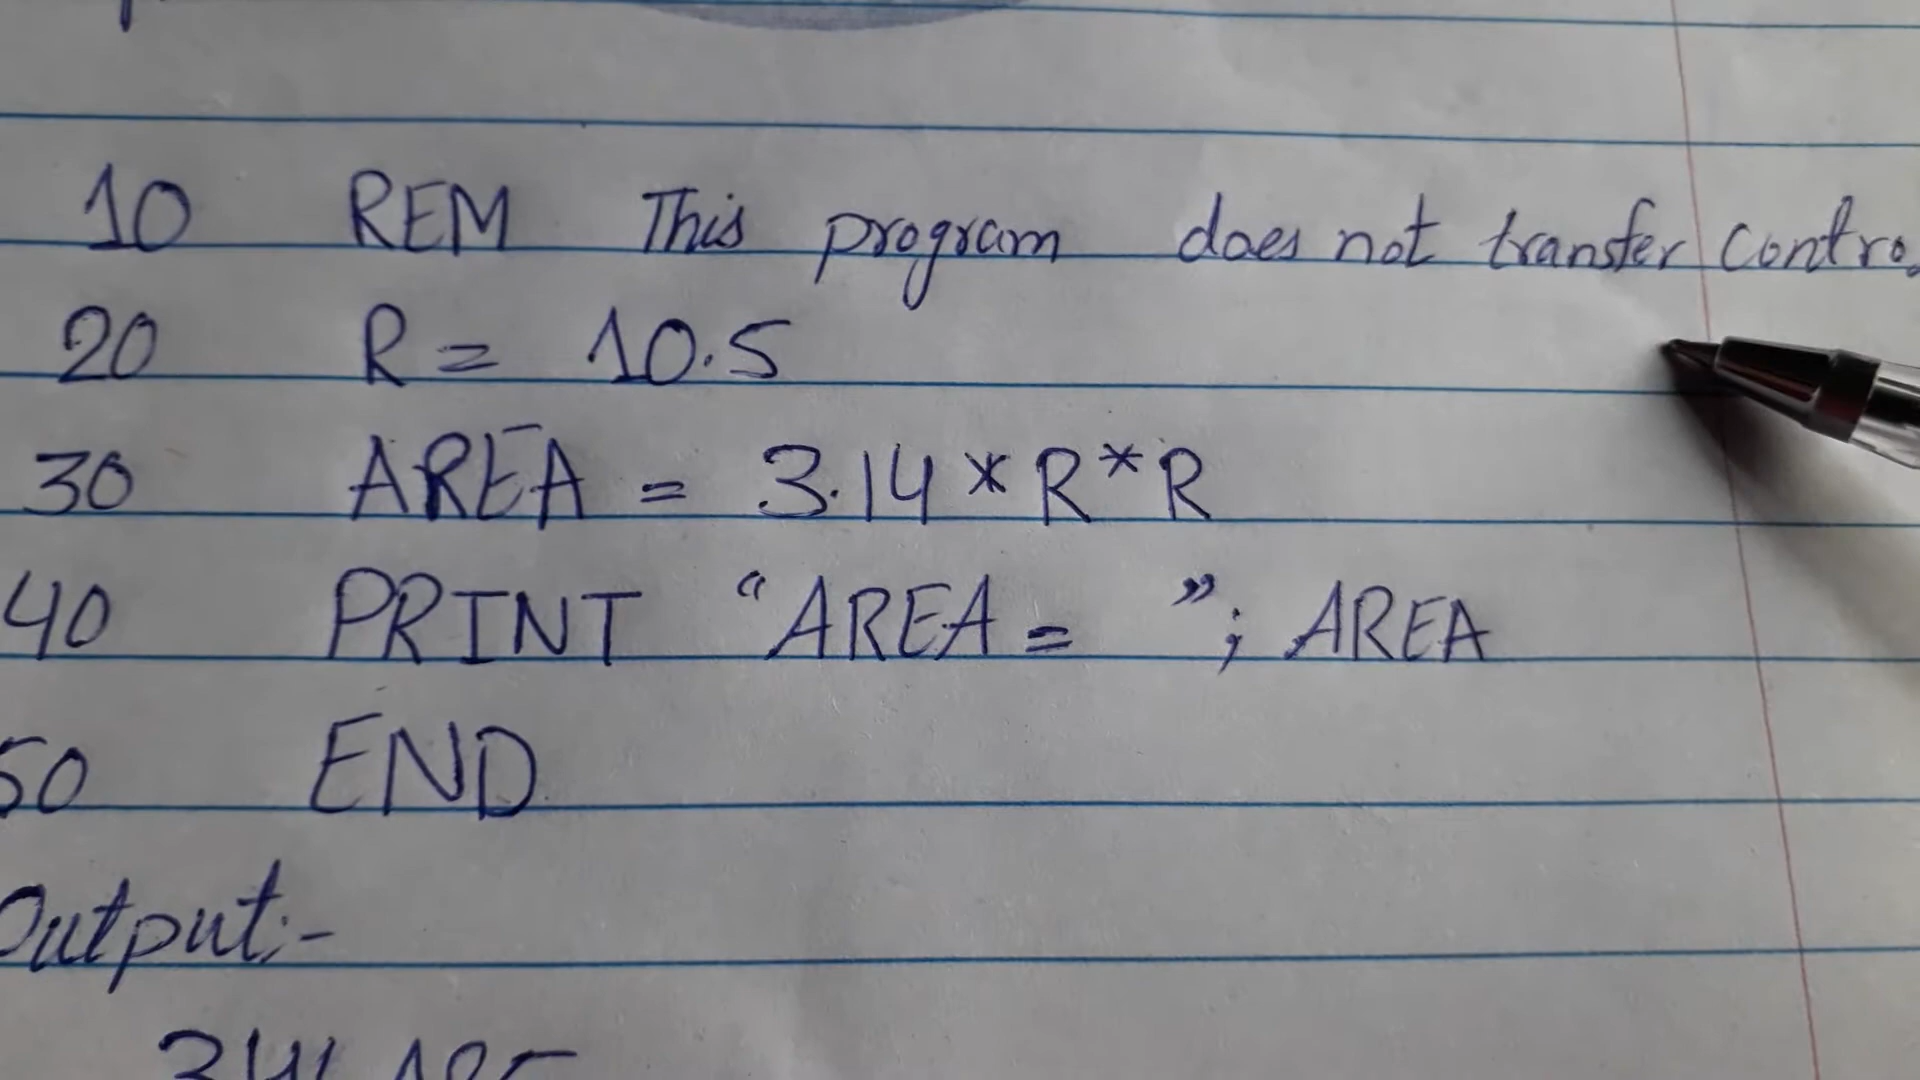 10 REM This program does not transfer contro
20 R = 10.5
30 AREA = 3.14 * R * R
40 PRINT “AREA = ”; AREA
50 END
Output:-